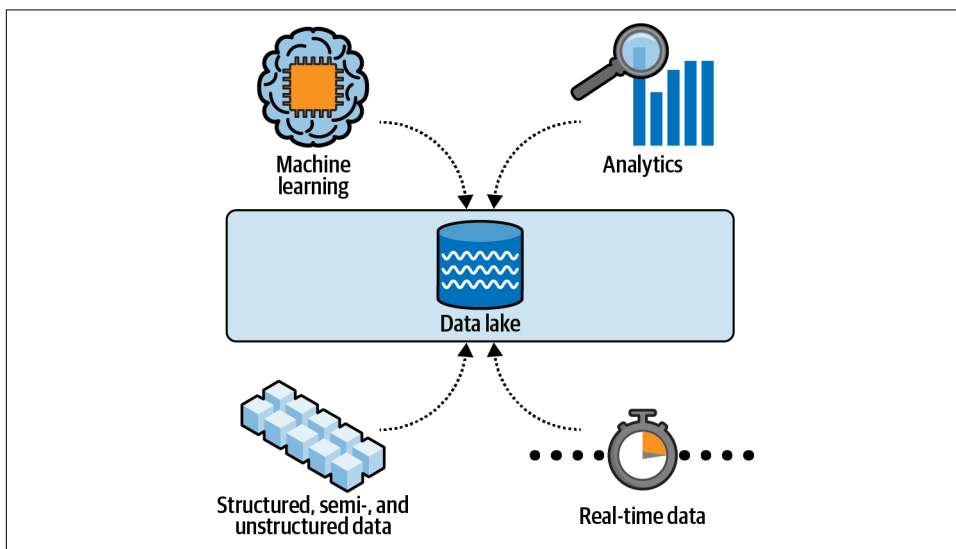 Machine
learning
Analytics
Data lake
Structured, semi-, and
unstructured data
Real-time data